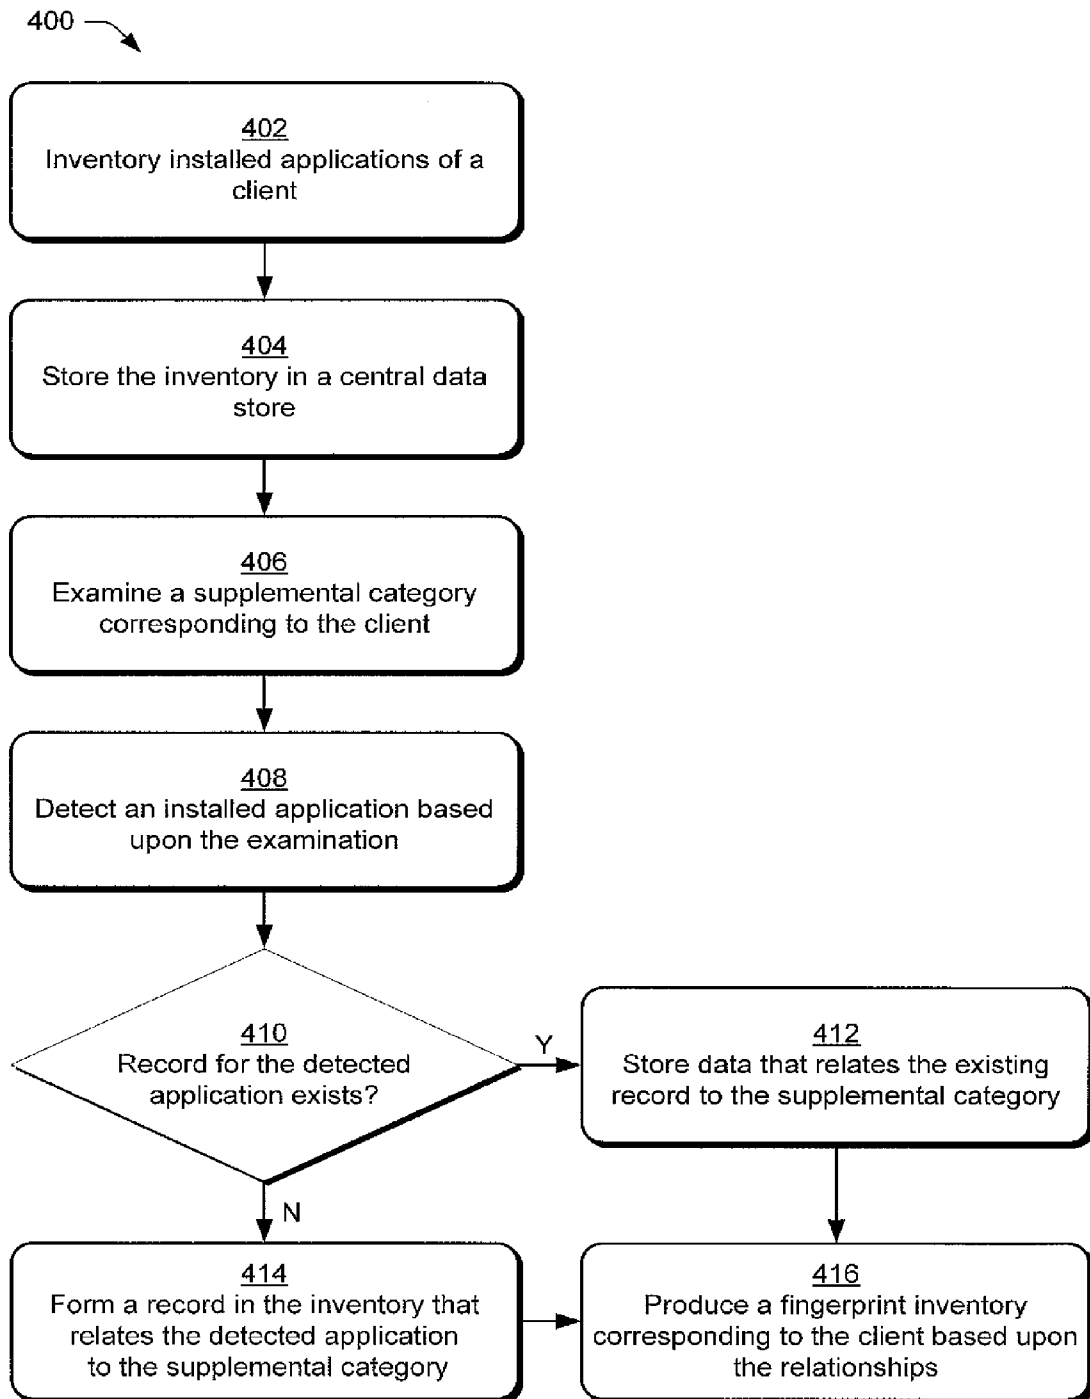 400
402
Inventory installed applications of a
client
404
Store the inventory in a central data
store
406
Examine a supplemental category
corresponding to the client
408
Detect an installed application based
upon the examination
410
Record for the detected
application exists?
Y
412
Store data that relates the existing
record to the supplemental category
N
414
Form a record in the inventory that
relates the detected application
to the supplemental category
416
Produce a fingerprint inventory
corresponding to the client based upon
the relationships